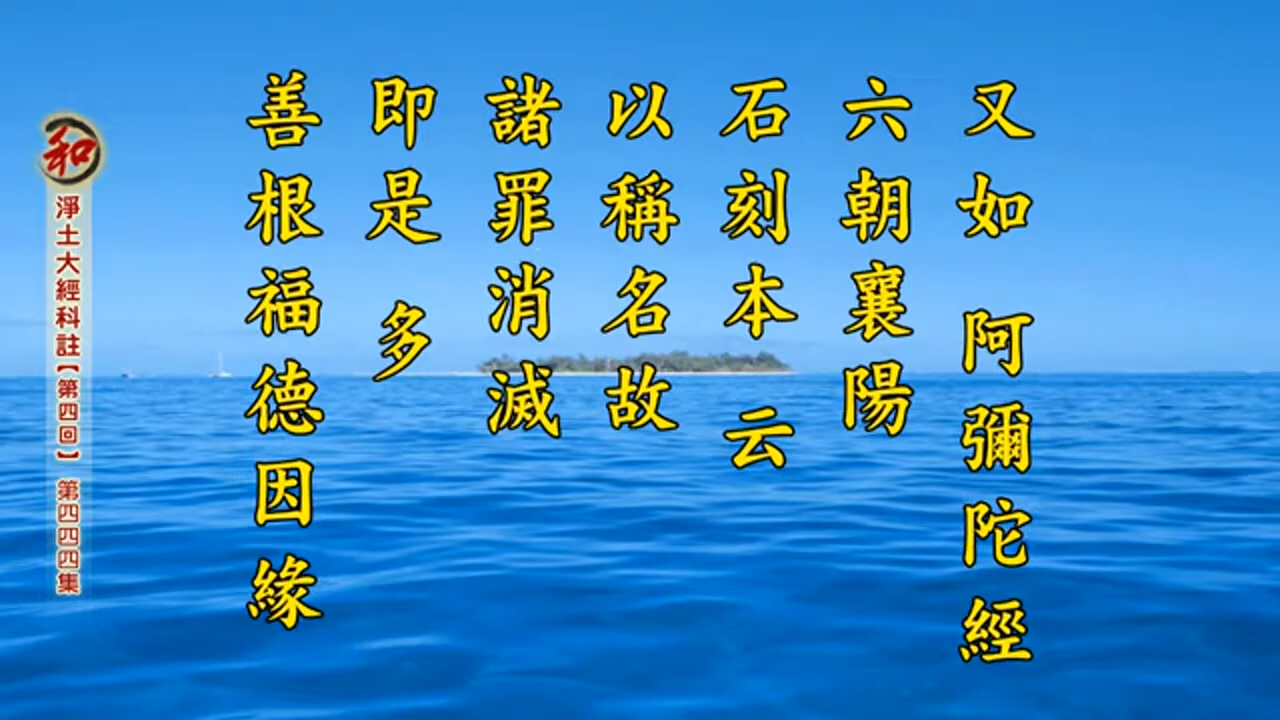 又如 阿彌陀經
六朝襄陽
石刻本 云
以稱名故
諸罪消滅
即是 多
善根福德因緣
和
淨土大經科註【第四回】 第四四四集